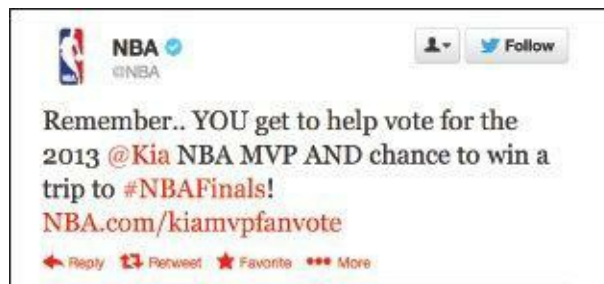 NBA
@NBA
Follow
Remember.. YOU get to help vote for the
2013 @Kia NBA MVP AND chance to win a
trip to #NBAFinals!
NBA.com/kiamvpfanvote
Reply Retweet Favorite More